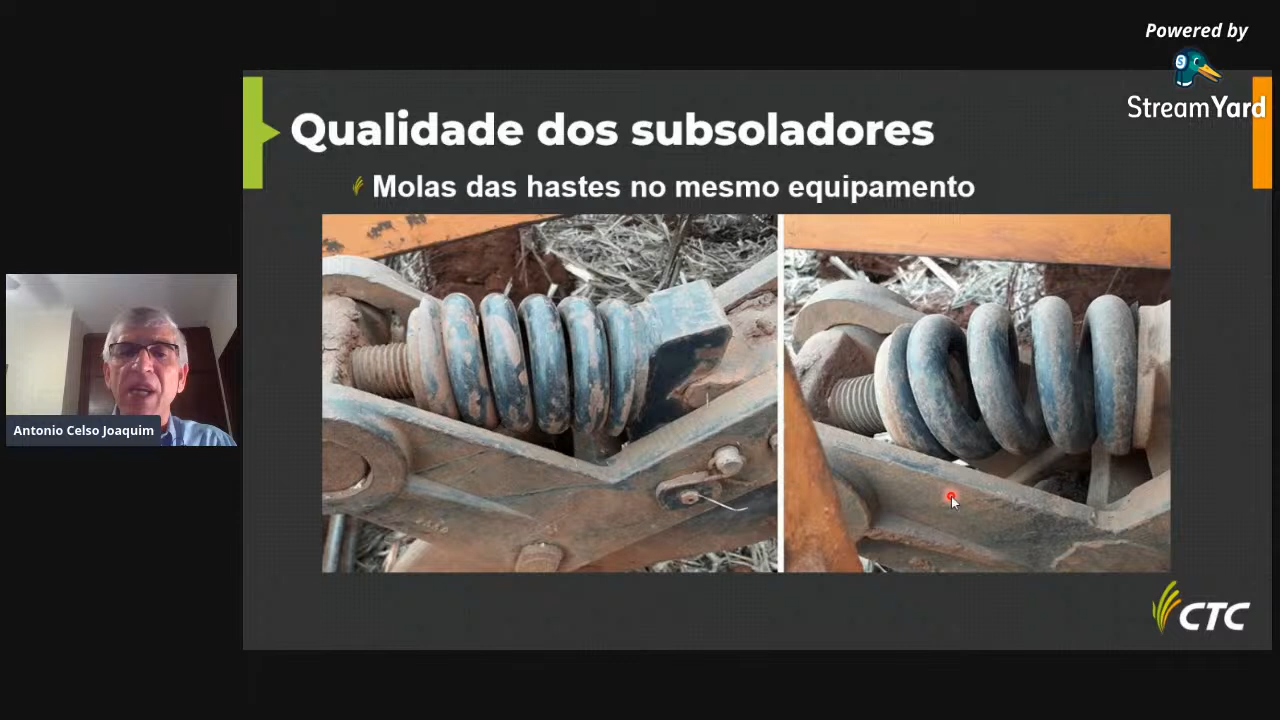 Powered by
StreamYard
Qualidade dos subsoladores
Molas das hastes no mesmo equipamento
Antonio Celso Joaquim
CTC